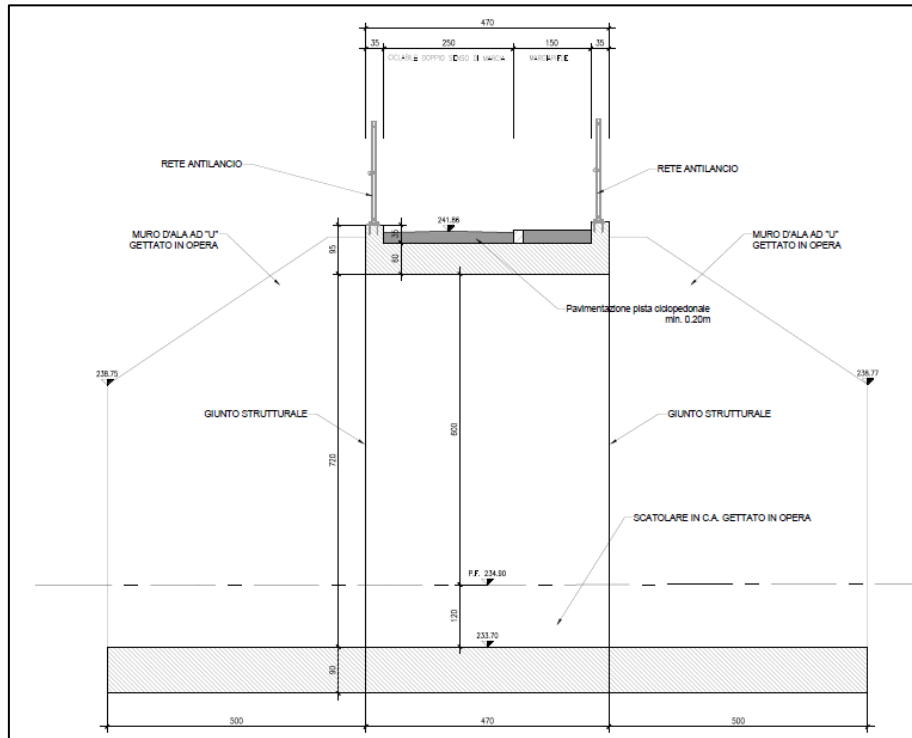 470
35
250
150
35
CICLABILE DOPPIO SENSO DI MARCIA
MARCIAPIEDE
RETE ANTILANCIO
RETE ANTILANCIO
MURO D'ALA AD "U"
GETTATO IN OPERA
241.86
35
95
60
MURO D'ALA AD "U"
GETTATO IN OPERA
Pavimentazione pista ciclopedonale
min. 0.20m
238.75
238.77
GIUNTO STRUTTURALE
GIUNTO STRUTTURALE
600
720
SCATOLARE IN C.A. GETTATO IN OPERA
P.F. 234.90
120
233.70
90
500
470
500